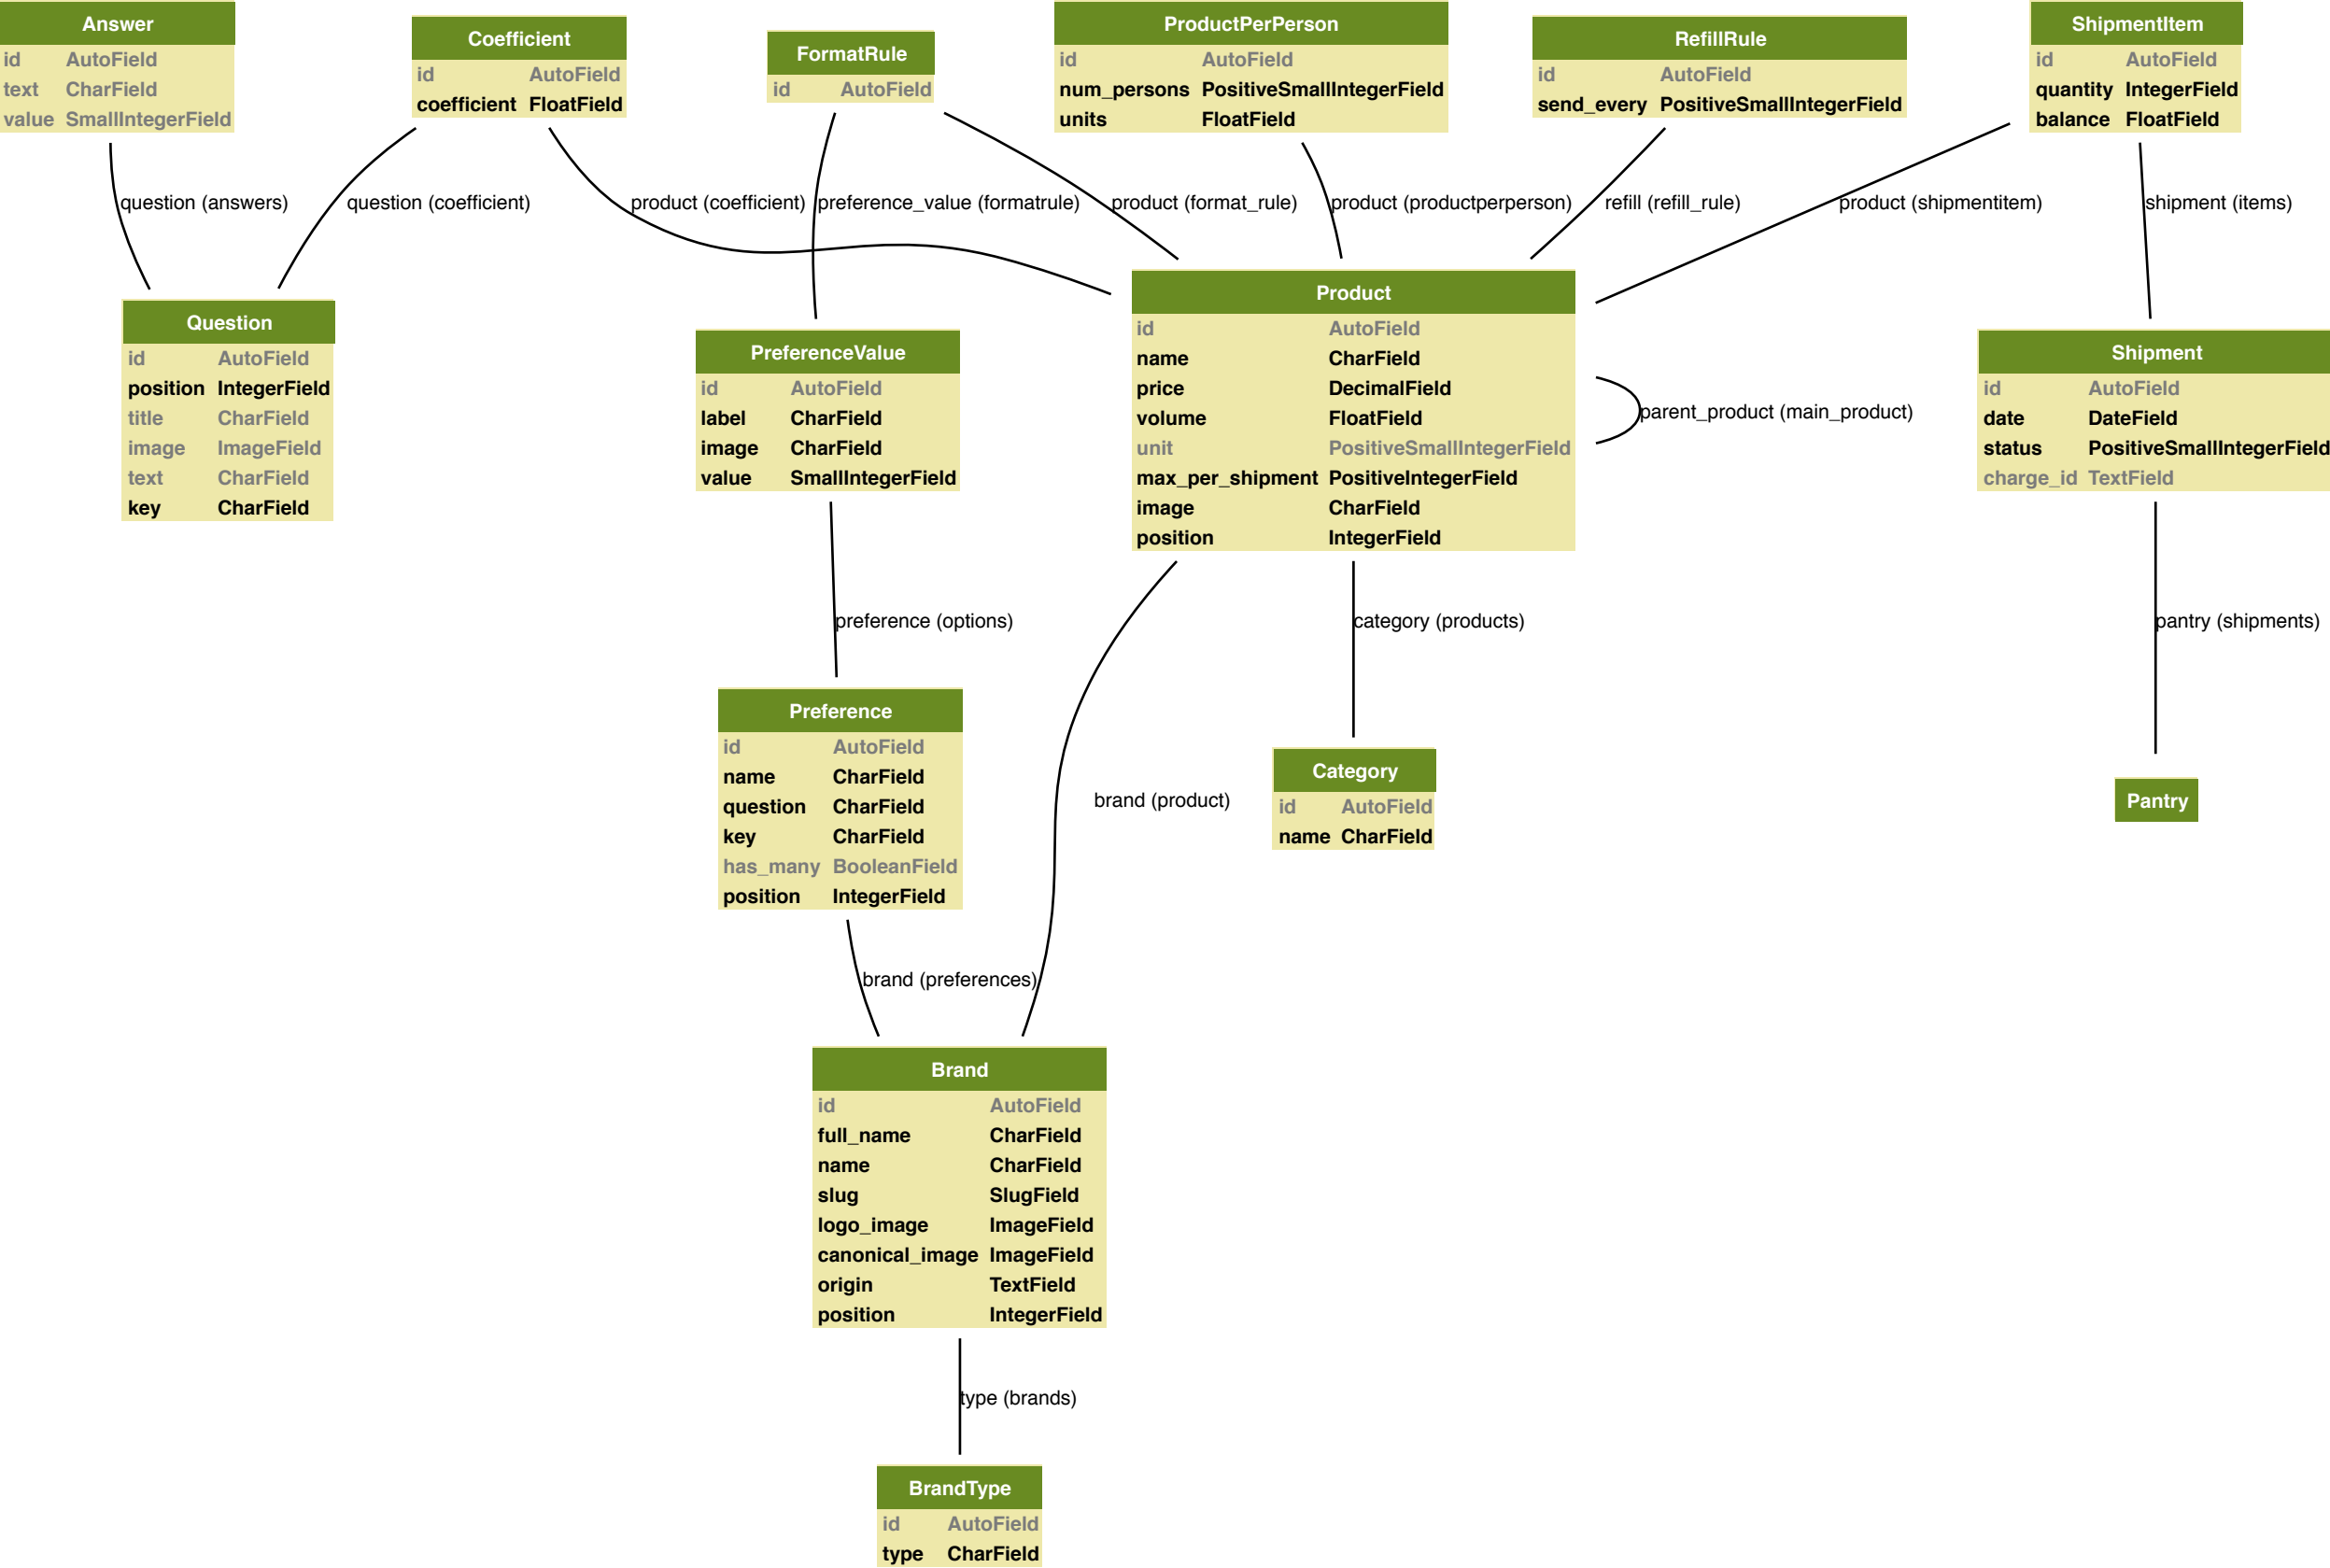 Answer
id AutoField
text CharField
value SmallIntegerField
Coefficient
id AutoField
coefficient FloatField
FormatRule
id AutoField
ProductPerPerson
id AutoField
num_persons PositiveSmallIntegerField
units FloatField
RefillRule
id AutoField
send_every PositiveSmallIntegerField
ShipmentItem
id AutoField
quantity IntegerField
balance FloatField
question (answers)
question (coefficient)
product (coefficient)
preference_value (formatrule)
product (format_rule)
product (productperperson)
refill (refill_rule)
product (shipmentitem)
shipment (items)
Question
id AutoField
position IntegerField
title CharField
image ImageField
text CharField
key CharField
PreferenceValue
id AutoField
label CharField
image CharField
value SmallIntegerField
Product
id AutoField
name CharField
price DecimalField
volume FloatField
unit PositiveSmallIntegerField
max_per_shipment PositiveIntegerField
image CharField
position IntegerField
parent_product (main_product)
Shipment
id AutoField
date DateField
status PositiveSmallIntegerField
charge_id TextField
preference (options)
category (products)
pantry (shipments)
Preference
id AutoField
name CharField
question CharField
key CharField
has_many BooleanField
position IntegerField
brand (product)
Category
id AutoField
name CharField
Pantry
brand (preferences)
Brand
id AutoField
full_name CharField
name CharField
slug SlugField
logo_image ImageField
canonical_image ImageField
origin TextField
position IntegerField
type (brands)
BrandType
id AutoField
type CharField